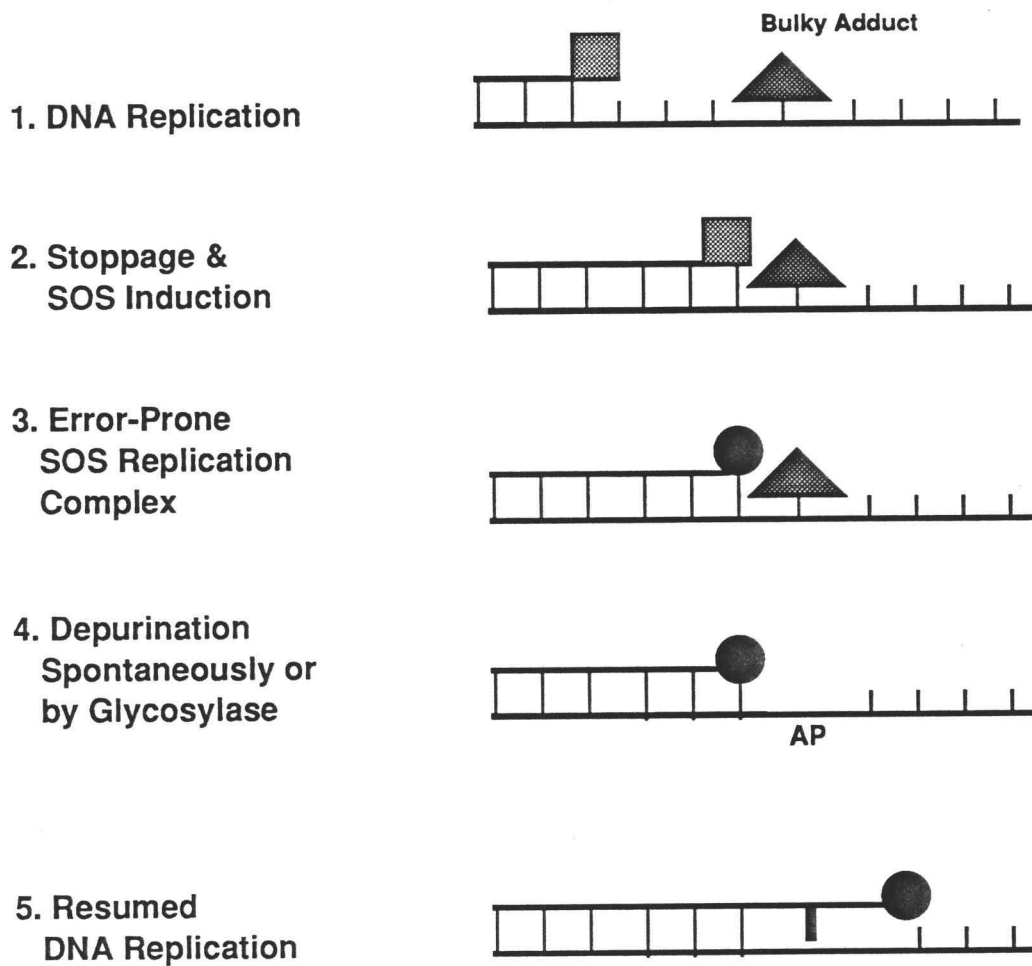 Bulky Adduct
1. DNA Replication
2. Stoppage &
SOS Induction
3. Error-Prone
SOS Replication
Complex
4. Depurination
Spontaneously or
by Glycosylase
AP
5. Resumed
DNA Replication